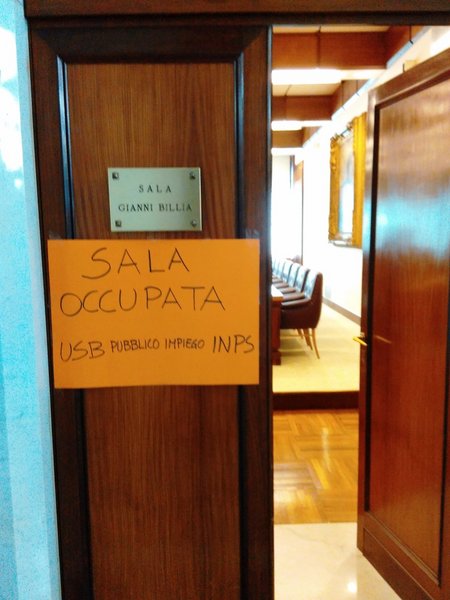 SALA
GIANNI BILLIA
SALA
OCCUPATA
USB PUBBLICO IMPIEGO INPS